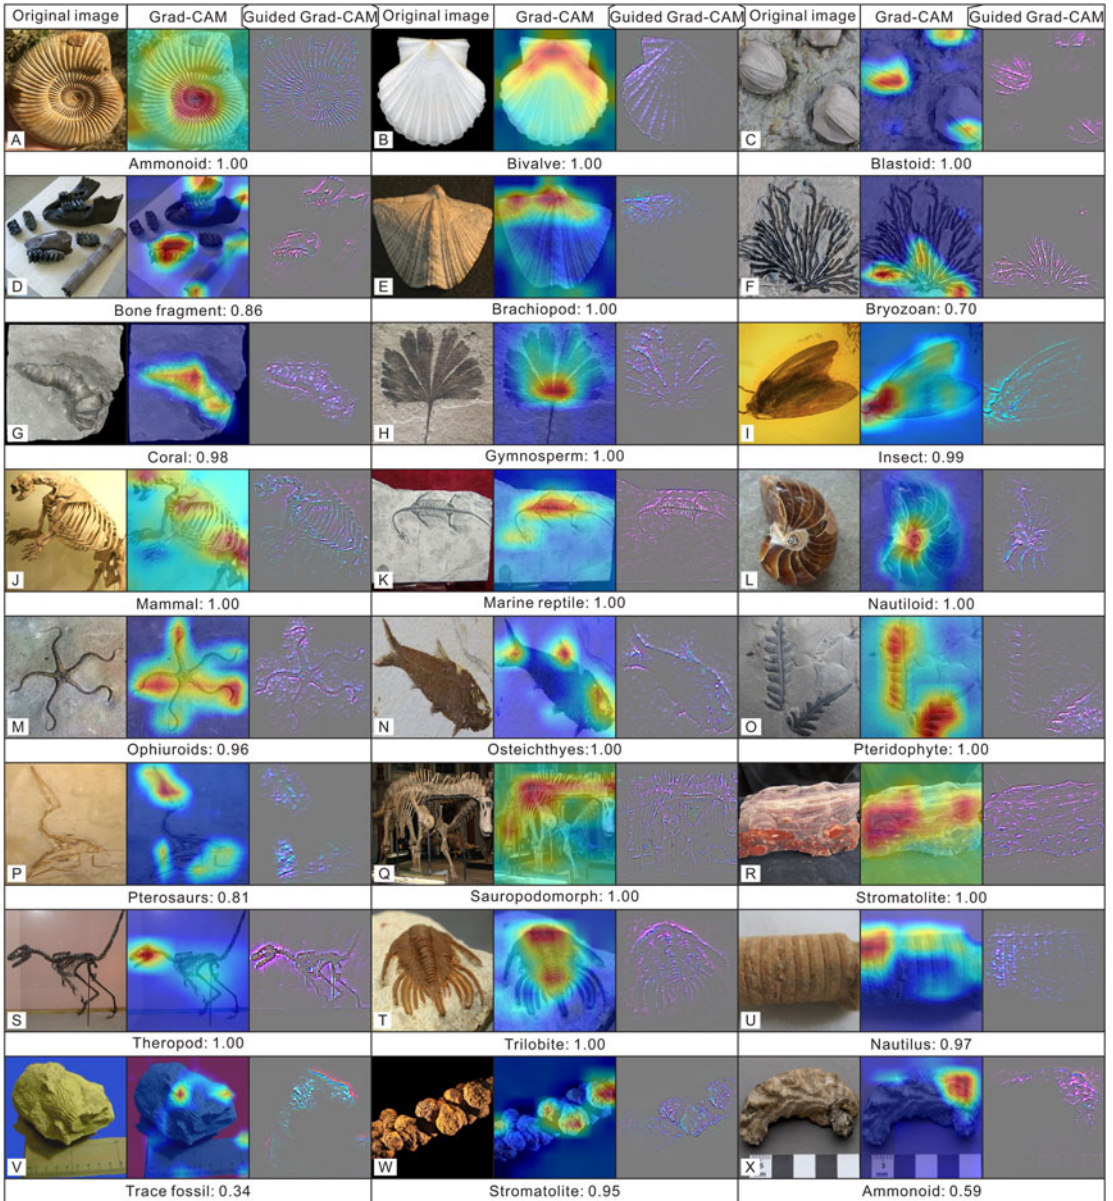 Original image Grad-CAM Guided Grad-CAM Original image Grad-CAM Guided Grad-CAM Original image Grad-CAM Guided Grad-CAM
A B C
Ammonoid: 1.00 Bivalve: 1.00 Blastoid: 1.00
D E F
Bone fragment: 0.86 Brachiopod: 1.00 Bryozoan: 0.70
G H I
Coral: 0.98 Gymnosperm: 1.00 Insect: 0.99
J K L
Mammal: 1.00 Marine reptile: 1.00 Nautiloid: 1.00
M N O
Ophiuroids: 0.96 Osteichthyes:1.00 Pteridophyte: 1.00
P Q R
Pterosaurs: 0.81 Sauropodomorph: 1.00 Stromatolite: 1.00
S T U
Theropod: 1.00 Trilobite: 1.00 Nautilus: 0.97
V W X
Trace fossil: 0.34 Stromatolite: 0.95 Ammonoid: 0.59